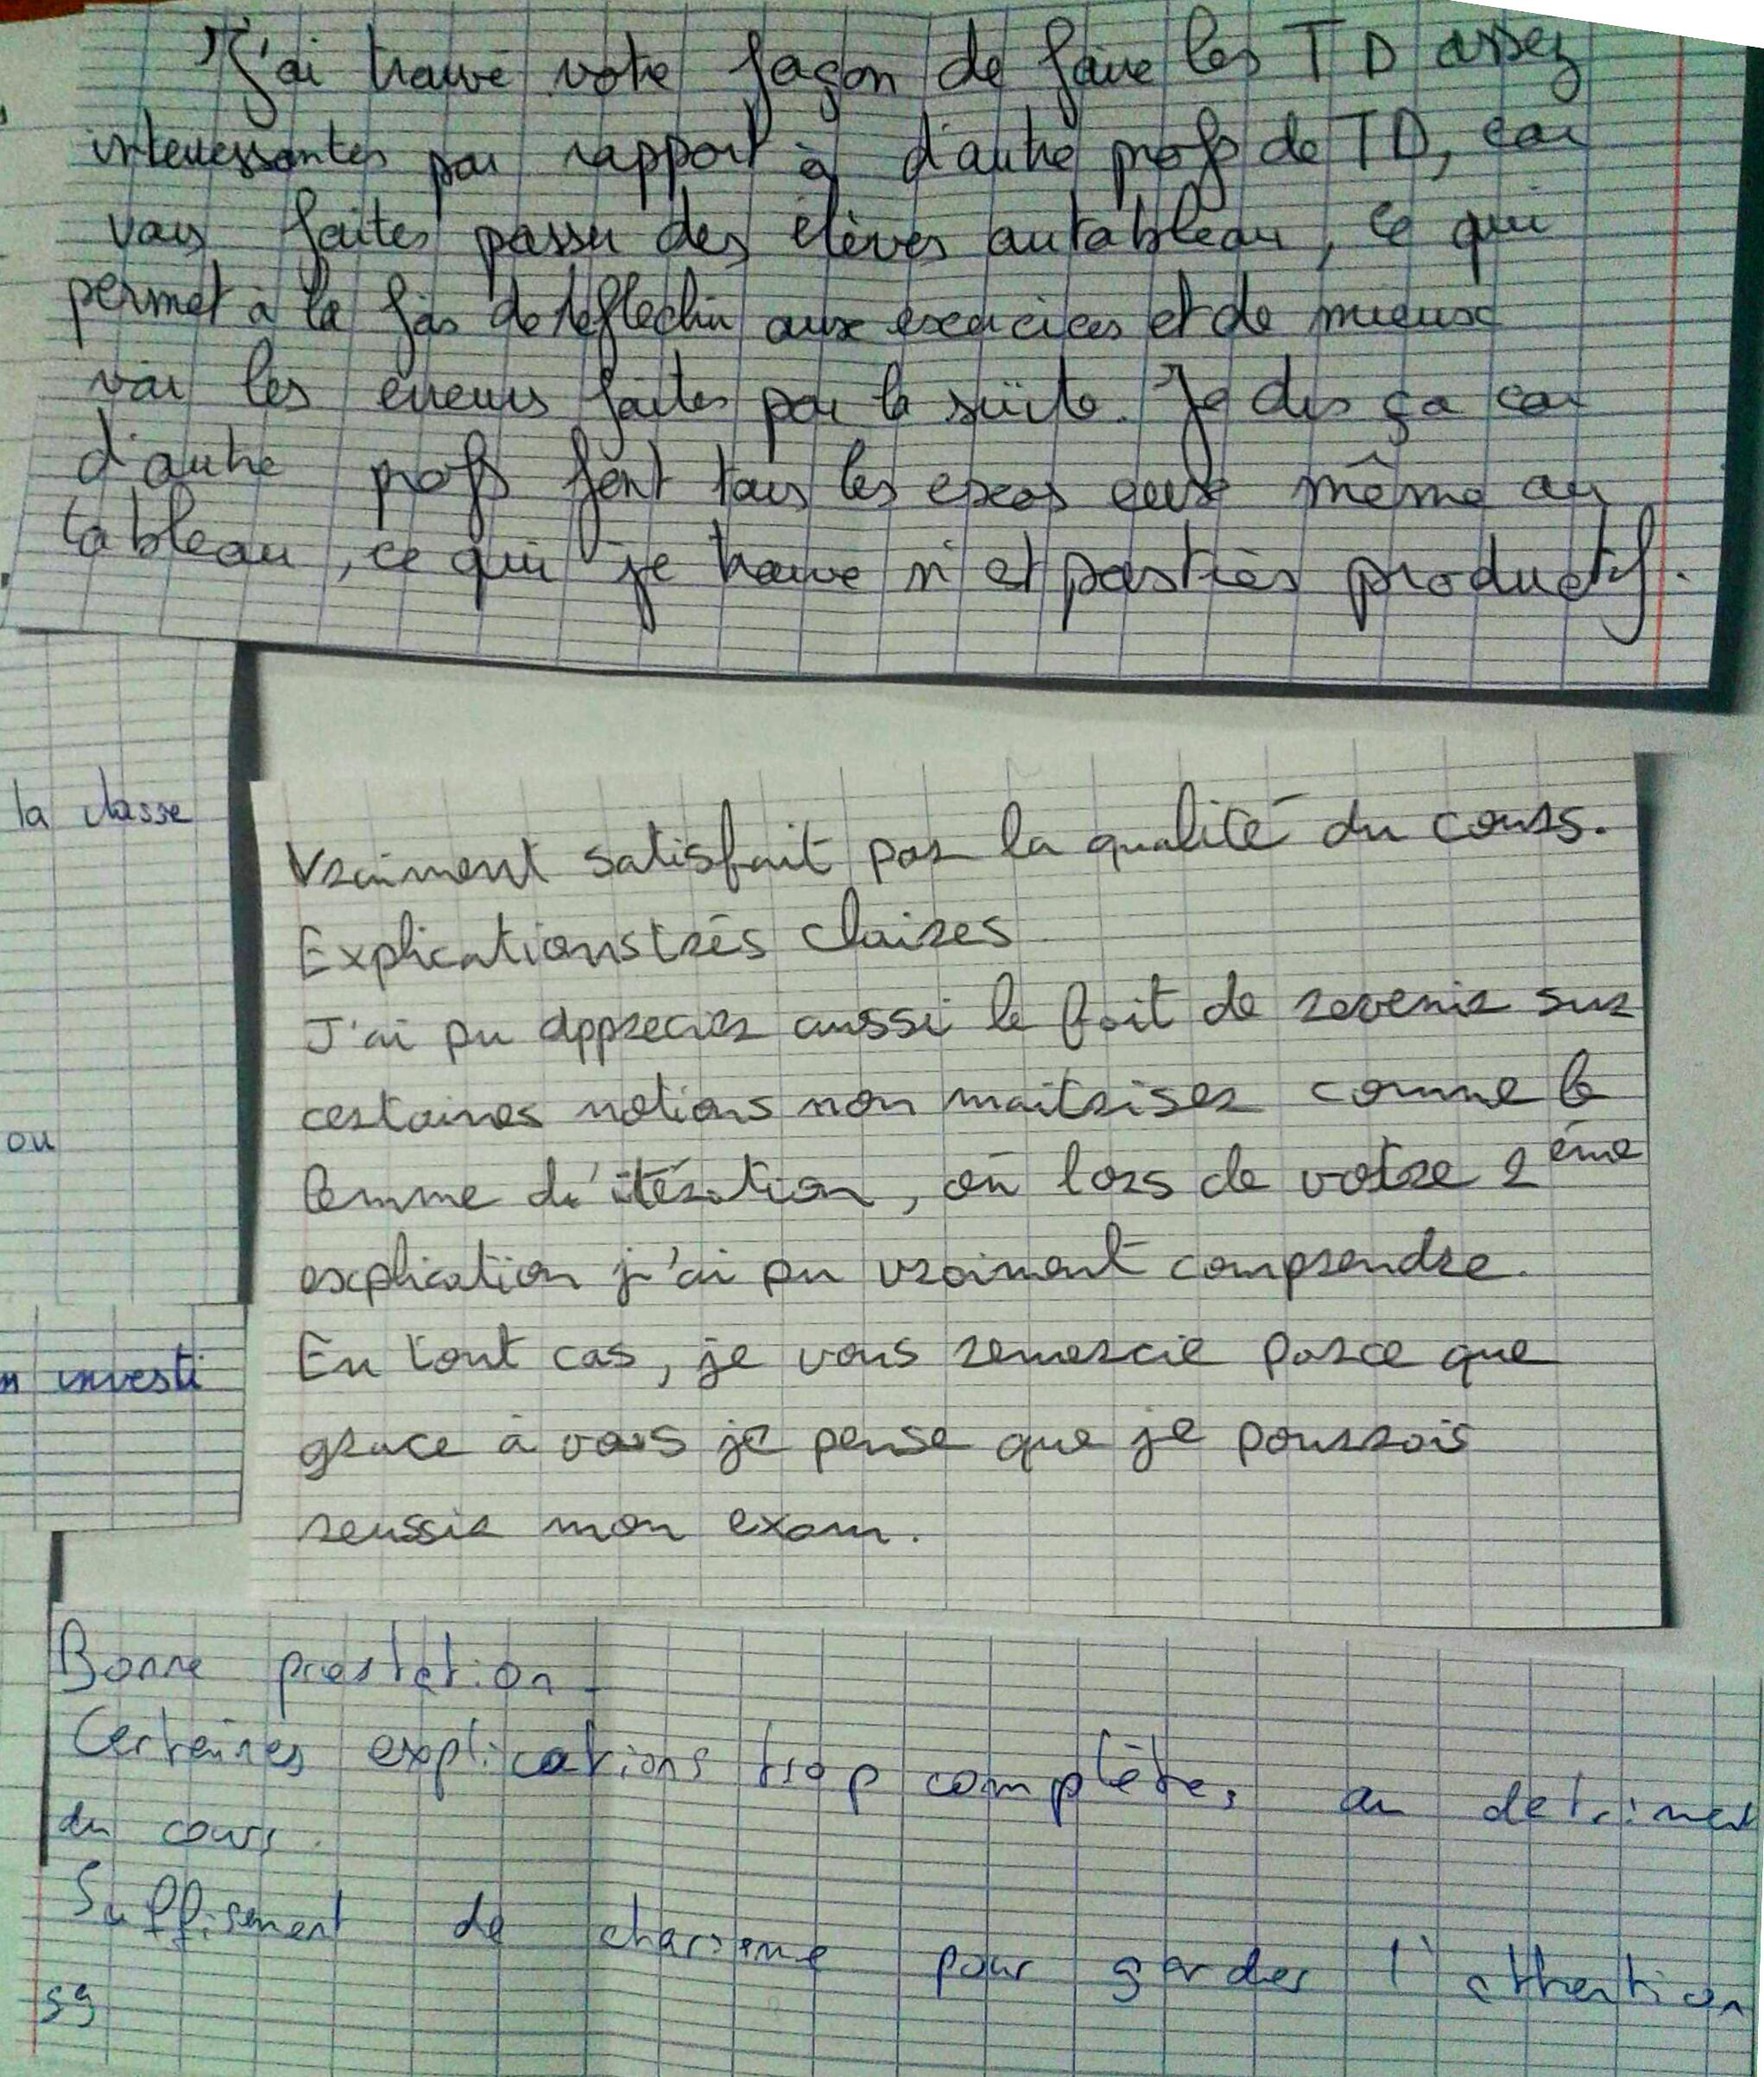 J'ai trouvé votre façon de faire les TD assez
interressantes par rapport à d'autre profs de TD, car
vous faites passer des élèves au tableau, ce qui
permet à la fois de réflechir aux exercices et de mieux
voir les erreurs faites par la suite. Je dis ça car
d'autre profs font tous les exos eux même au
tableau, ce qui je trouve n'et pas très productif.
la classe
Vraiment satisfait par la qualité du cours.
Explications très claires
J'ai pu apprecier aussi le fait de revenir sur
certaines notions non maitriser comme le
ou
lemme d'itération, où lors de votre 2ème
explication j'ai pu vraiment comprendre.
En tout cas, je vous remercie parce que
n investi
grace à vous je pense que je pourrais
reussir mon exam.
Bonne prestation
Certaines explications trop complètes, au detriment
du cours.
Suffisement de charisme pour garder l'attention
sg